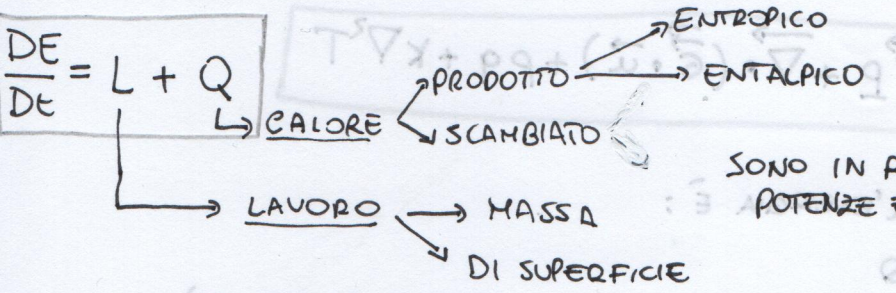 DE/Dt = L + Q
CALORE
PRODOTTO
ENTROPICO
ENTALPICO
SCAMBIATO
SONO IN
POTENZE
LAVORO
MASSA
DI SUPERFICIE